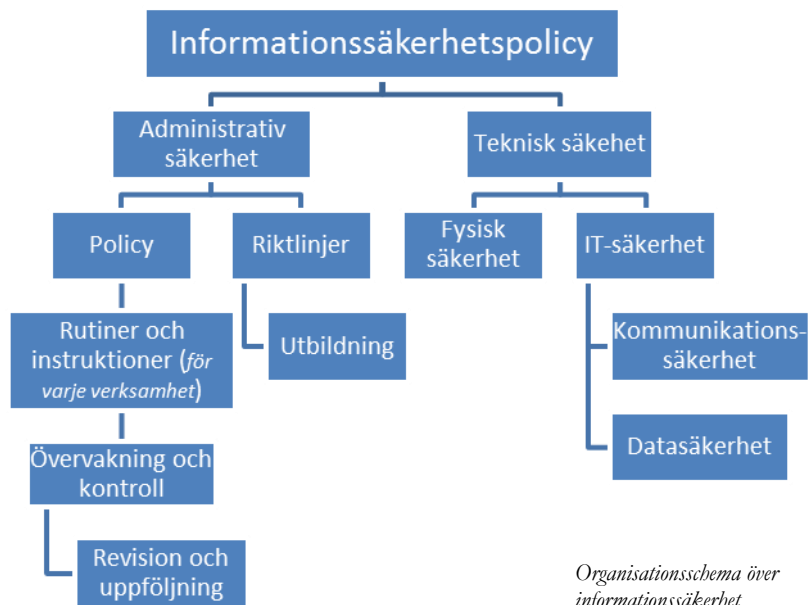 Informationssäkerhetspolicy
Administrativ
säkerhet
Teknisk säkehet
Policy
Riktlinjer
Fysisk
säkerhet
IT-säkerhet
Rutiner och
instruktioner (för
varje verksamhet)
Utbildning
Kommunikations-
säkerhet
Övervakning och
kontroll
Datasäkerhet
Revision och
uppföljning
Organisationsschema över
informationssäkerhet